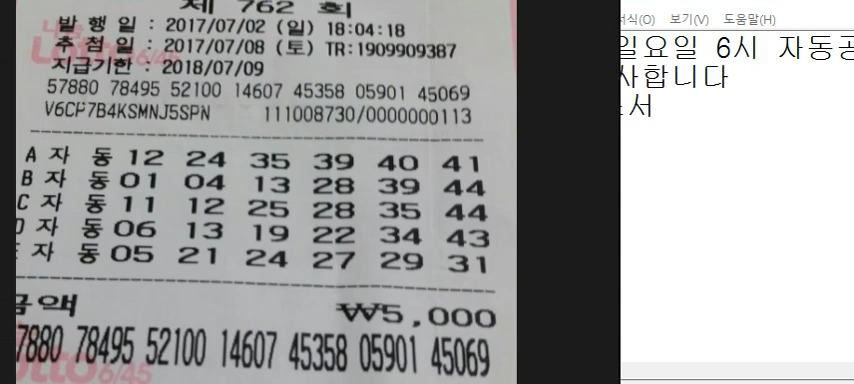 제 762 회
발 행 일 : 2017/07/02 (일) 18:04:18
추 첨 일 : 2017/07/08 (토) TR:1909909387
지급기한 : 2018/07/09
57880 78495 52100 14607 45358 05901 45069
V6CP7B4KSMNJ5SPN 111008730/0000000113
A 자 동 12 24 35 39 40 41
B 자 동 01 04 13 28 39 44
C 자 동 11 12 25 28 35 44
D 자 동 06 13 19 22 34 43
E 자 동 05 21 24 27 29 31
금액 ₩5,000
57880 78495 52100 14607 45358 05901 45069
Lotto 6/45
서식(O) 보기(V) 도움말(H)
일요일 6시 자동공
사합니다
서